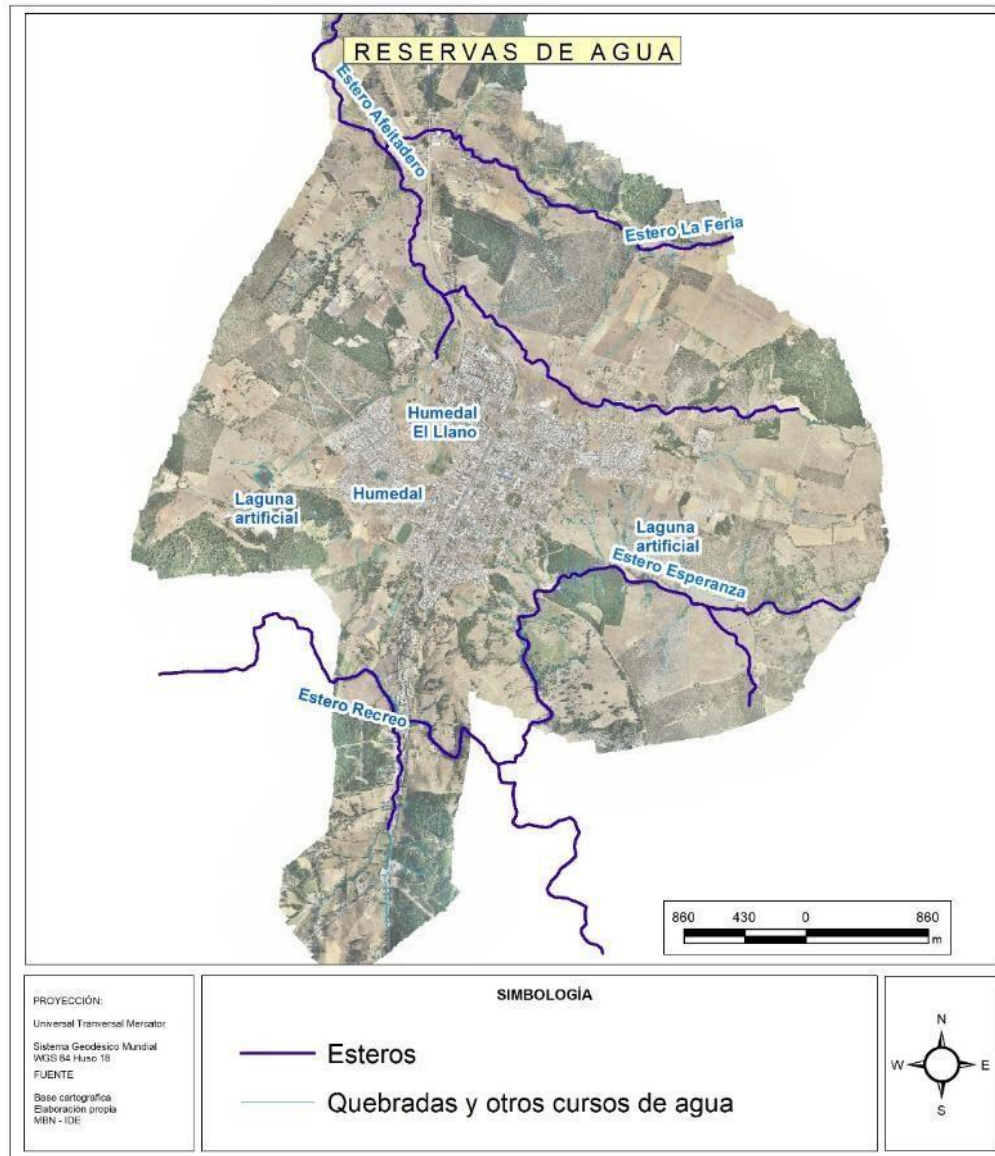 RESERVAS DE AGUA
Estero Afeitadero
Estero La Feria
Humedal
El Llano
Humedal
Laguna
artificial
Laguna
artificial
Estero Esperanza
Estero Recreo
860 430 0 860
m
PROYECCIÓN:
Universal Tranversal Mercator
Sistema Geodésico Mundial
WGS 84 Huso 18
FUENTE
Base cartografica
Elaboración propia
MBN - IDE
SIMBOLOGÍA
Esteros
Quebradas y otros cursos de agua
N
W E
S